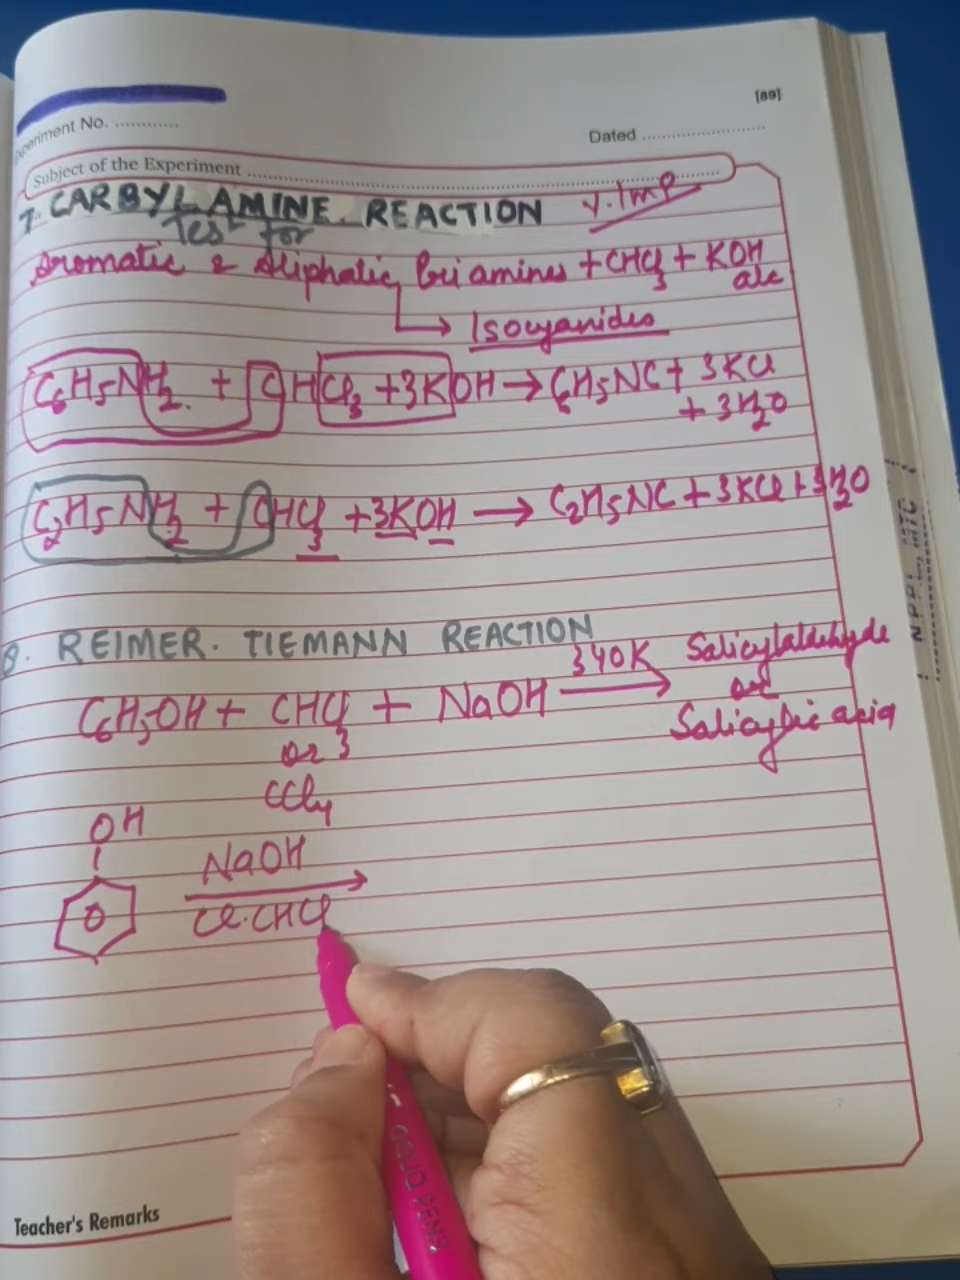 [89]
Experiment No. .............
Dated ........................
Subject of the Experiment ........................
7. CARBYLAMINE. REACTION V. Imp
Test for
Aromatic & Aliphatic Pri amines + CHCl3 + KOH
alc
→ Isocyanides
C6H5NH2 + CHCl3 + 3KOH → C6H5NC + 3KCl
+ 3H2O
C2H5NH2 + CHCl3 + 3KOH → C2H5NC + 3KCl + 3H2O
8. REIMER. TIEMANN REACTION
C6H5OH + CHCl3 + NaOH 340K → Salicylaldehyde
or or
CCl4 Salicylic acid
OH
NaOH
CHCl
GOLD PENS
Teacher's Remarks